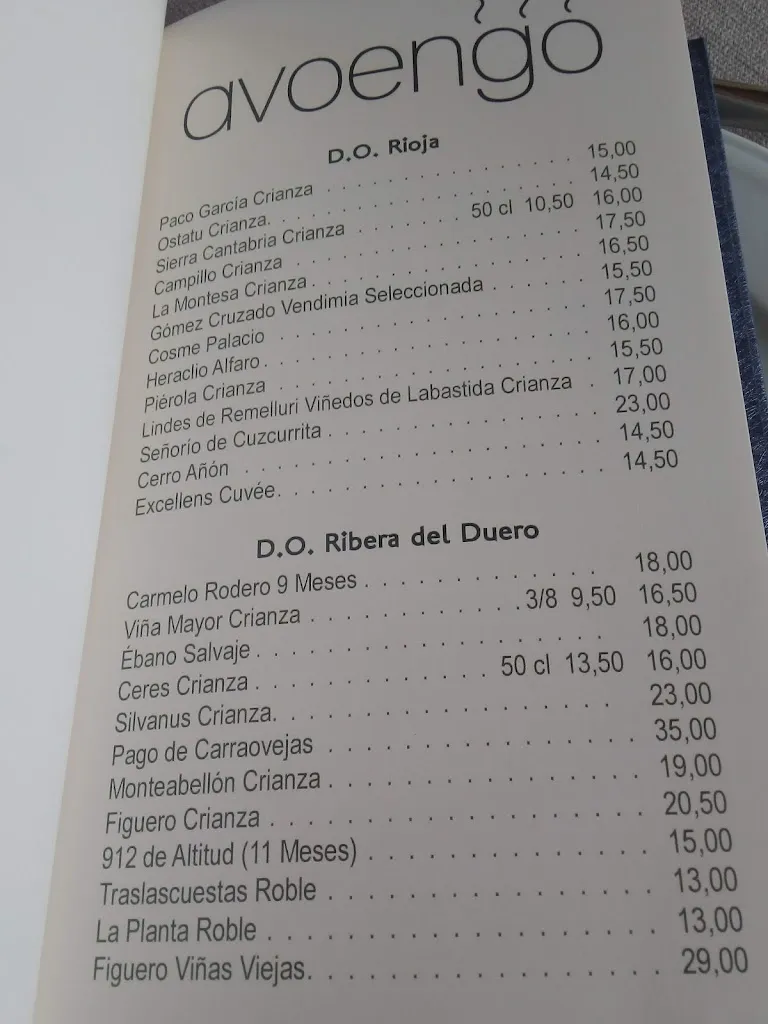 avoengo
D.O. Rioja
Paco García Crianza . . . . . . . . . . . . . . . 15,00
Ostatu Crianza. . . . . . . . . . . . . . . . . . 14,50
Sierra Cantabria Crianza . . . . . . 50 cl 10,50 16,00
Campillo Crianza . . . . . . . . . . . . . . . . 17,50
La Montesa Crianza. . . . . . . . . . . . . . . . 16,50
Gómez Cruzado Vendimia Seleccionada . . . . . . 15,50
Cosme Palacio . . . . . . . . . . . . . . . . . 17,50
Heraclio Alfaro. . . . . . . . . . . . . . . . . 16,00
Piérola Crianza . . . . . . . . . . . . . . . . 15,50
Lindes de Remelluri Viñedos de Labastida Crianza . 17,00
Señorío de Cuzcurrita . . . . . . . . . . . . . . 23,00
Cerro Añón . . . . . . . . . . . . . . . . . . 14,50
Excellens Cuvée. . . . . . . . . . . . . . . . . 14,50
D.O. Ribera del Duero
Carmelo Rodero 9 Meses . . . . . . . . . . . . 18,00
Viña Mayor Crianza . . . . . . . . . . . 3/8 9,50 16,50
Ébano Salvaje . . . . . . . . . . . . . . . . . 18,00
Ceres Crianza . . . . . . . . . . . . 50 cl 13,50 16,00
Silvanus Crianza. . . . . . . . . . . . . . . . . 23,00
Pago de Carraovejas . . . . . . . . . . . . . . 35,00
Monteabellón Crianza . . . . . . . . . . . . . . 19,00
Figuero Crianza . . . . . . . . . . . . . . . . . 20,50
912 de Altitud (11 Meses) . . . . . . . . . . . . 15,00
Traslascuestas Roble . . . . . . . . . . . . . . 13,00
La Planta Roble . . . . . . . . . . . . . . . . . 13,00
Figuero Viñas Viejas. . . . . . . . . . . . . . . 29,00